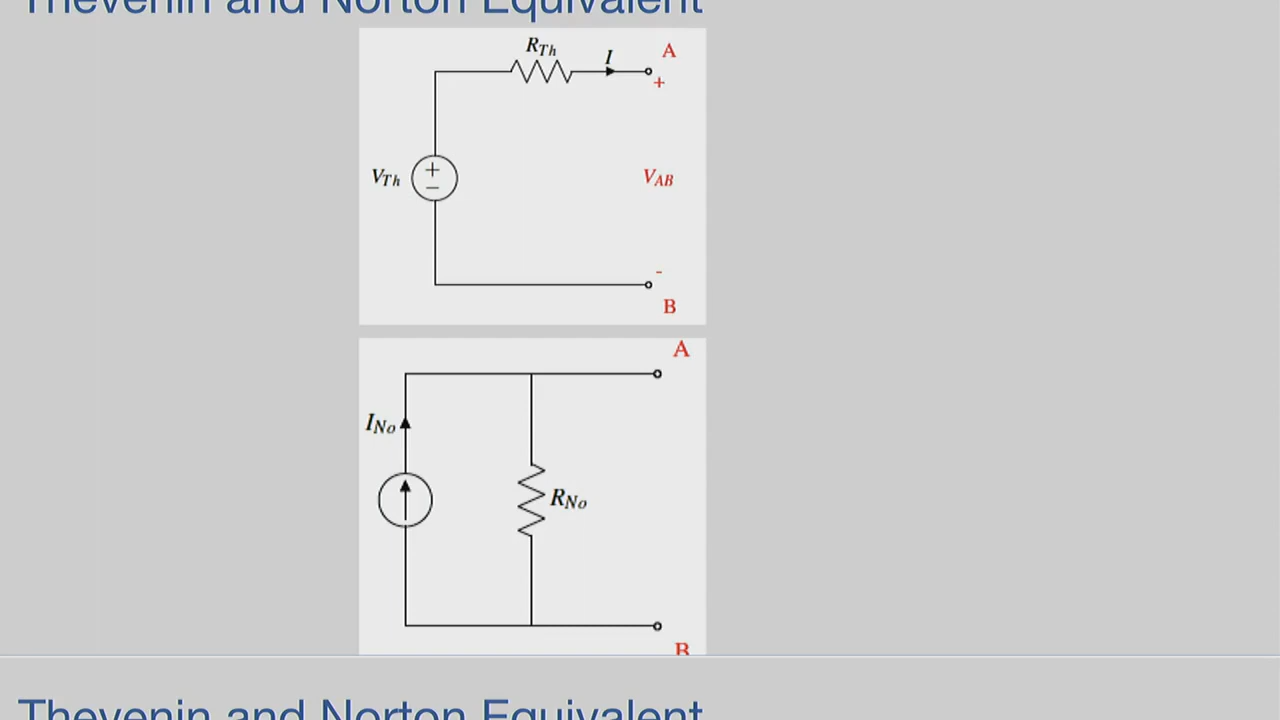 Thevenin and Norton Equivalent
R_Th
I
A
+
V_Th
+
−
V_AB
-
B
A
I_No
R_No
B
Thevenin and Norton Equivalent